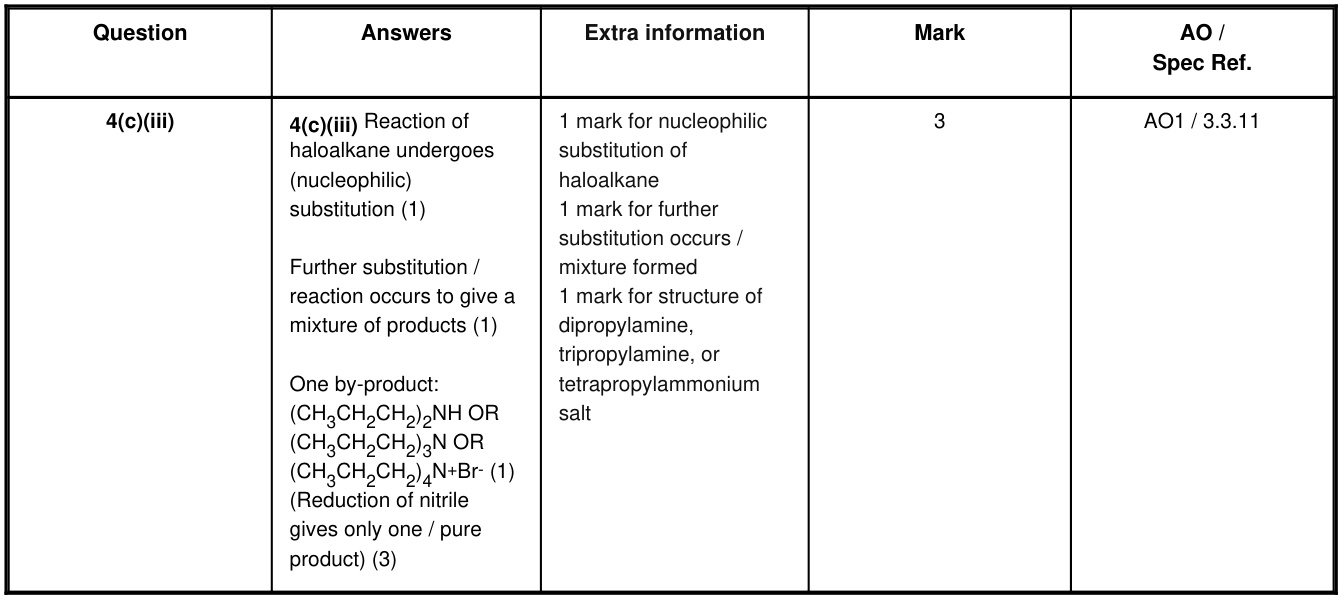 Question
Answers
Extra information
Mark
AO /
Spec Ref.
4(c)(iii)
4(c)(iii) Reaction of
haloalkane undergoes
(nucleophilic)
substitution (1)
Further substitution /
reaction occurs to give a
mixture of products (1)
One by-product:
(CH₃CH₂CH₂)₂NH OR
(CH₃CH₂CH₂)₃N OR
(CH₃CH₂CH₂)₄N+Br- (1)
(Reduction of nitrile
gives only one / pure
product) (3)
1 mark for nucleophilic
substitution of
haloalkane
1 mark for further
substitution occurs /
mixture formed
1 mark for structure of
dipropylamine,
tripropylamine, or
tetrapropylammonium
salt
3
AO1 / 3.3.11